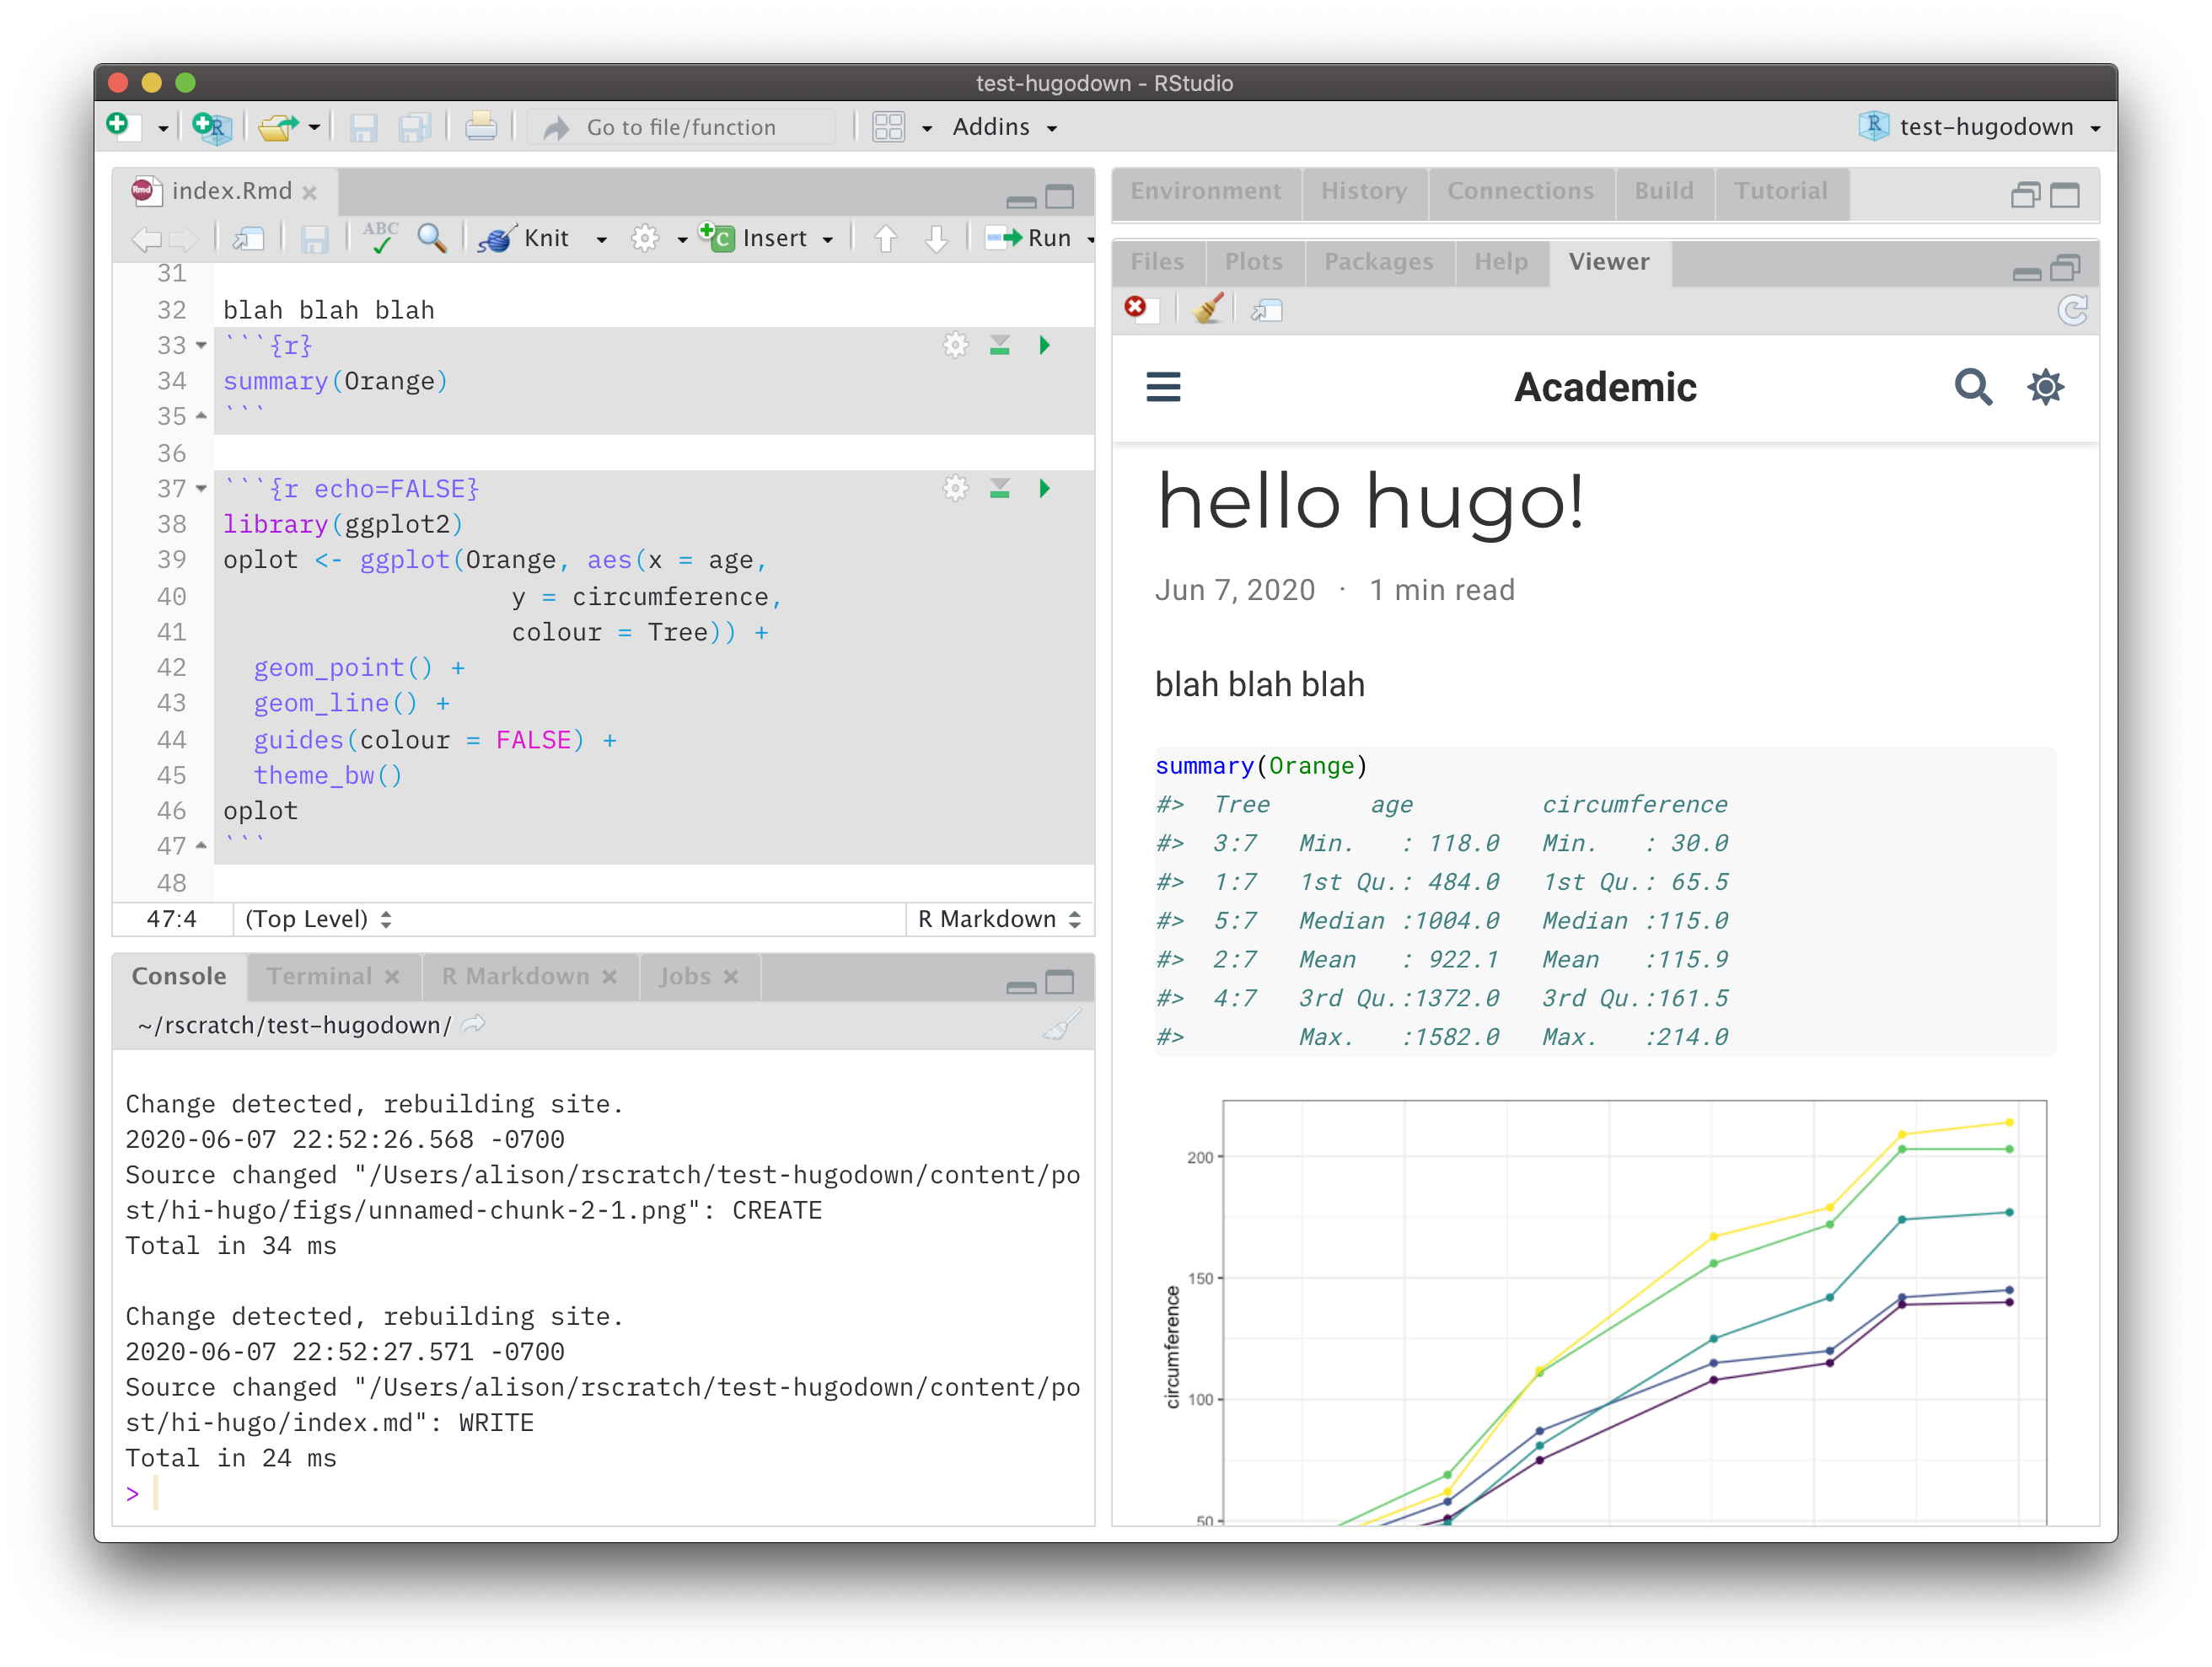 test-hugodown - RStudio
Go to file/function
Addins
test-hugodown
index.Rmd
ABC
Knit
Insert
Run
31
32 blah blah blah
33 ```{r}
34 summary(Orange)
35 ```
36
37 ```{r echo=FALSE}
38 library(ggplot2)
39 oplot <- ggplot(Orange, aes(x = age,
40                    y = circumference,
41                    colour = Tree)) +
42   geom_point() +
43   geom_line() +
44   guides(colour = FALSE) +
45   theme_bw()
46 oplot
47 ```
48
47:4 (Top Level) R Markdown
Console Terminal R Markdown Jobs
~/rscratch/test-hugodown/
Change detected, rebuilding site.
2020-06-07 22:52:26.568 -0700
Source changed "/Users/alison/rscratch/test-hugodown/content/po
st/hi-hugo/figs/unnamed-chunk-2-1.png": CREATE
Total in 34 ms
Change detected, rebuilding site.
2020-06-07 22:52:27.571 -0700
Source changed "/Users/alison/rscratch/test-hugodown/content/po
st/hi-hugo/index.md": WRITE
Total in 24 ms
>
Environment History Connections Build Tutorial
Files Plots Packages Help Viewer
Academic
hello hugo!
Jun 7, 2020 · 1 min read
blah blah blah
summary(Orange)
#>  Tree       age         circumference
#>  3:7   Min.   : 118.0   Min.   : 30.0
#>  1:7   1st Qu.: 484.0   1st Qu.: 65.5
#>  5:7   Median :1004.0   Median :115.0
#>  2:7   Mean   : 922.1   Mean   :115.9
#>  4:7   3rd Qu.:1372.0   3rd Qu.:161.5
#>        Max.   :1582.0   Max.   :214.0
200
150
circumference
100
50